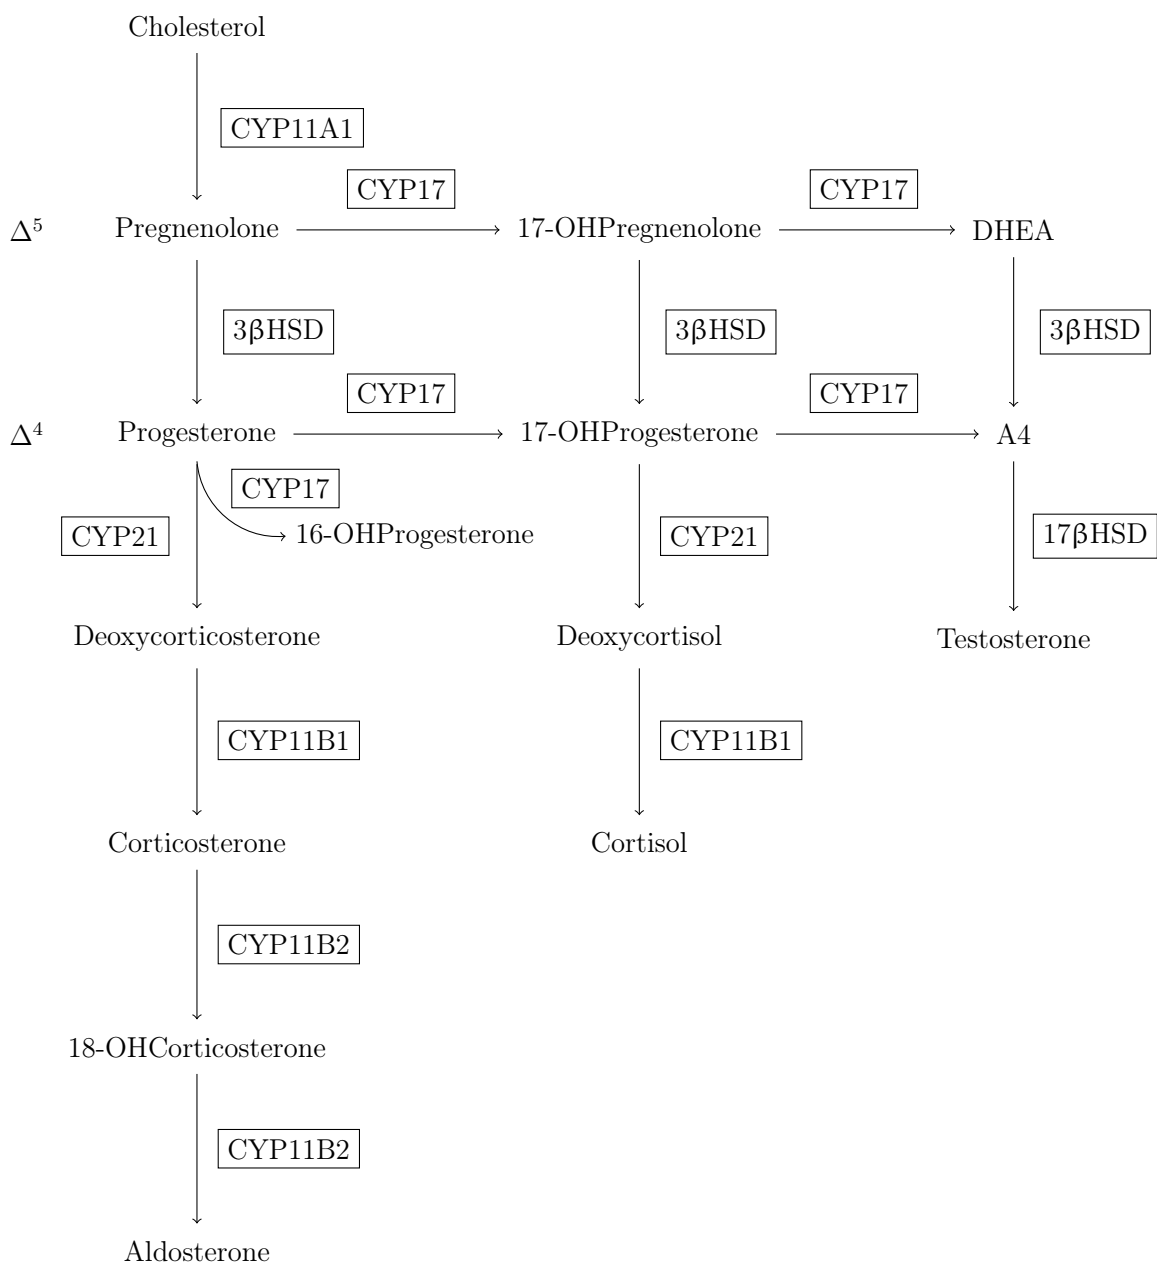 Cholesterol
CYP11A1
CYP17
CYP17
Δ⁵
Pregnenolone
17-OHPregnenolone
DHEA
3βHSD
3βHSD
3βHSD
CYP17
CYP17
Δ⁴
Progesterone
17-OHProgesterone
A4
CYP17
CYP21
16-OHProgesterone
CYP21
17βHSD
Deoxycorticosterone
Deoxycortisol
Testosterone
CYP11B1
CYP11B1
Corticosterone
Cortisol
CYP11B2
18-OHCorticosterone
CYP11B2
Aldosterone